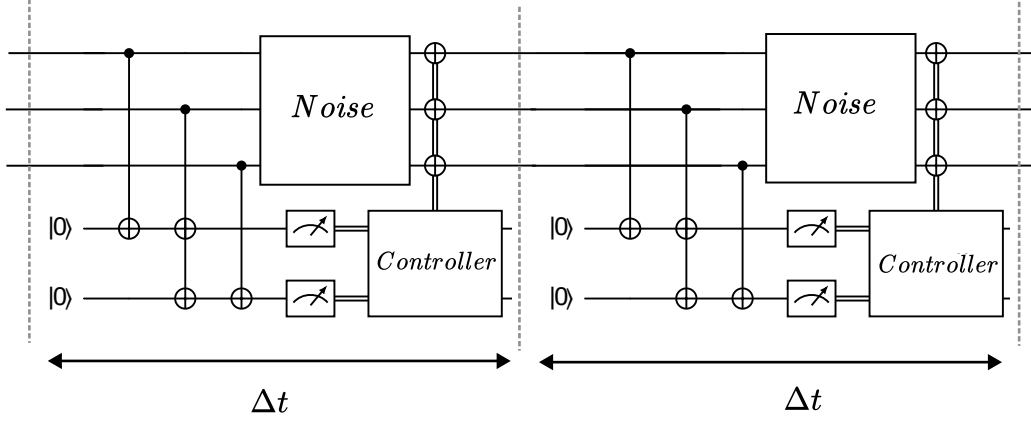 Noise
Noise
|0⟩
|0⟩
Controller
Controller
|0⟩
|0⟩
Δt
Δt